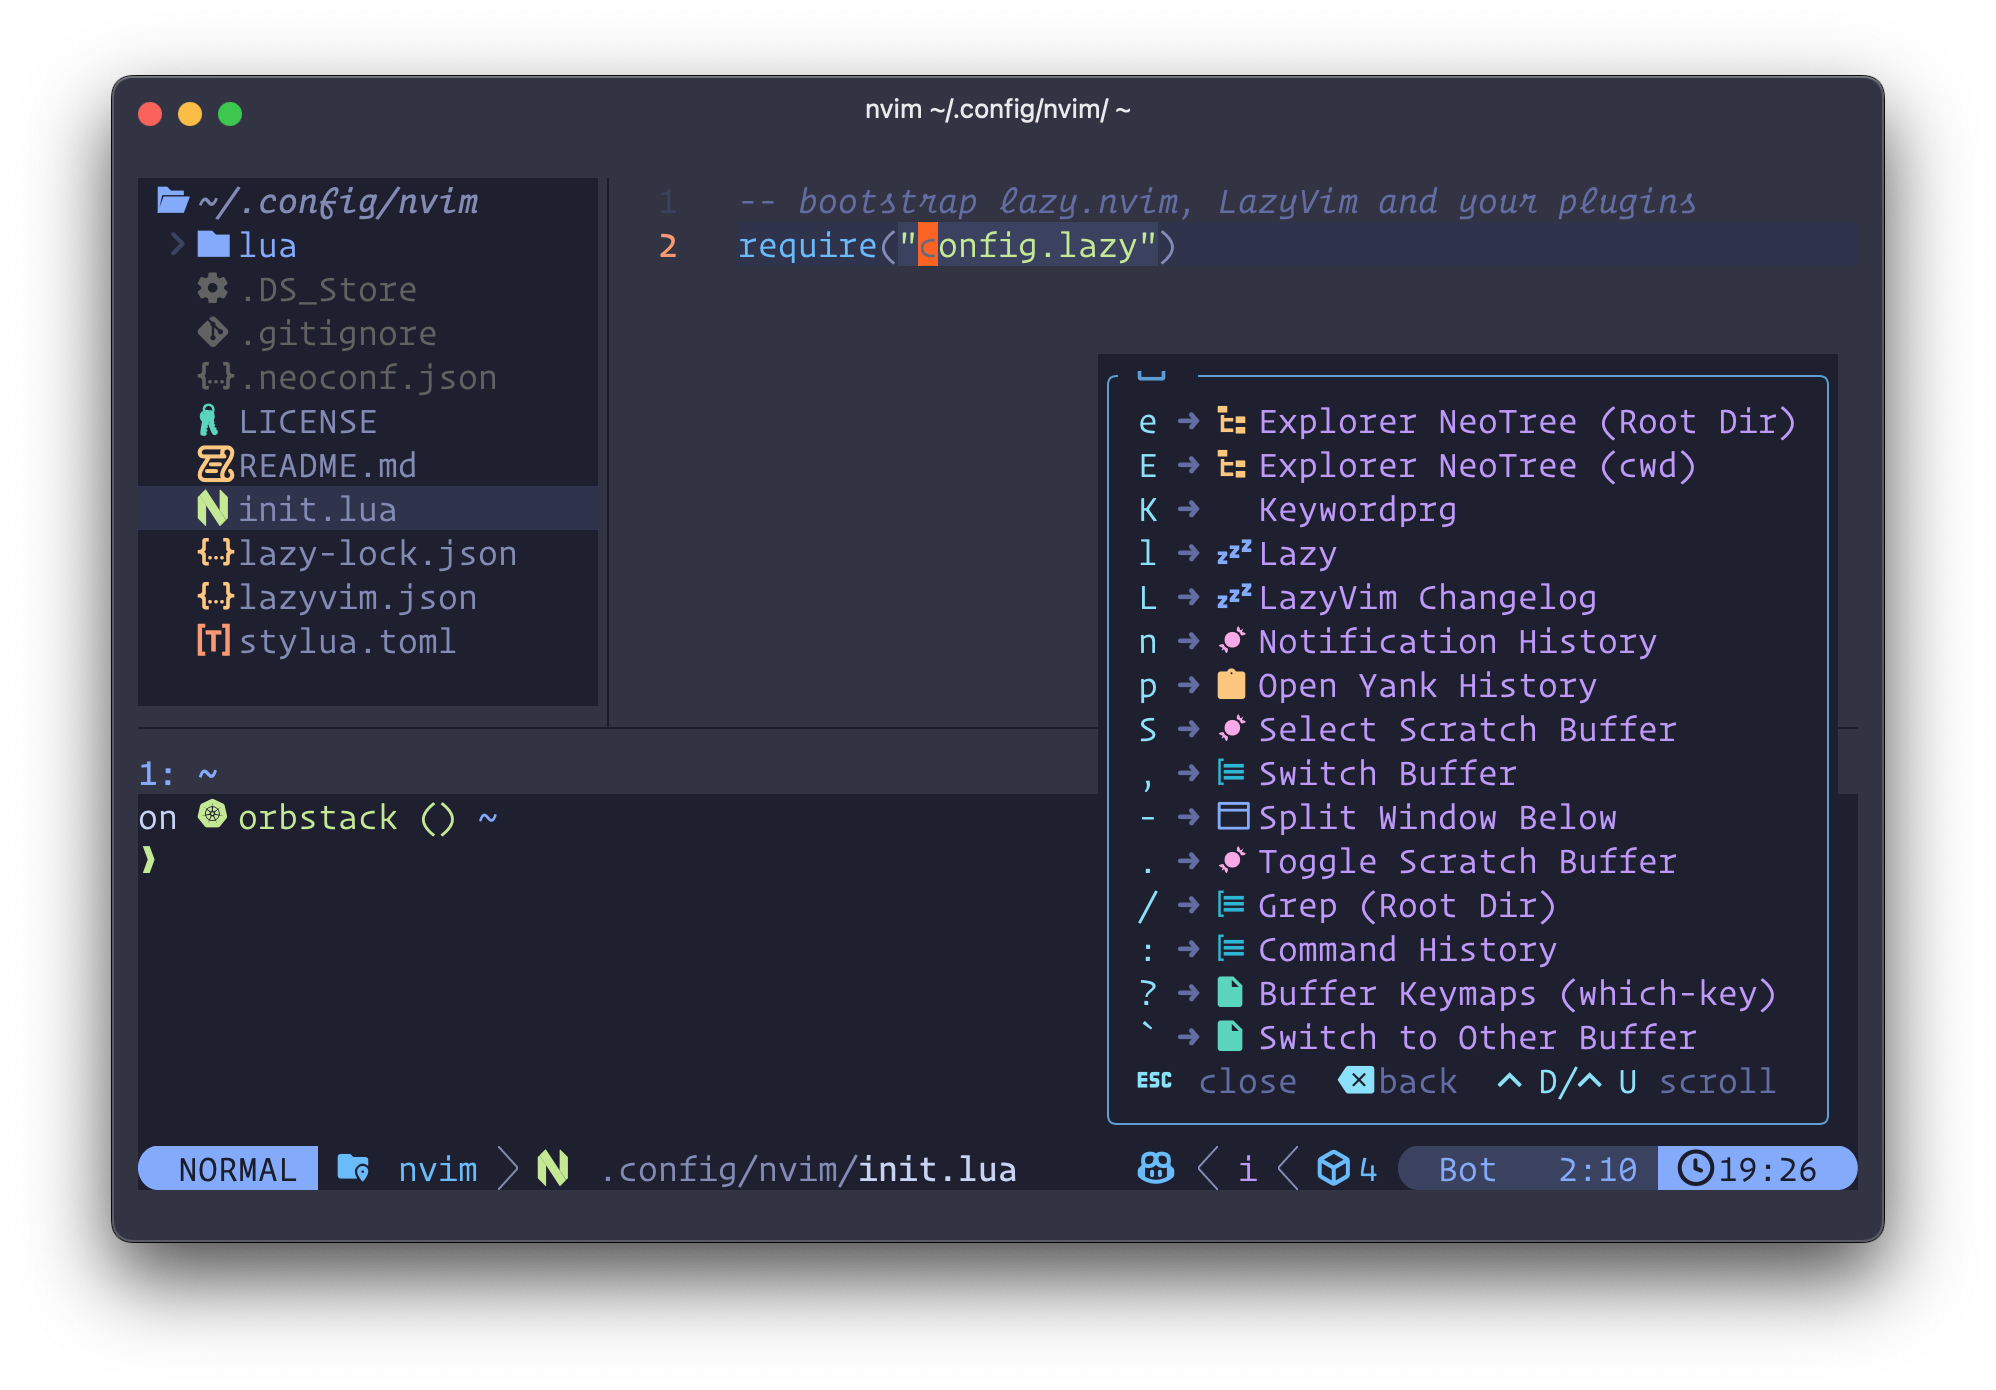 nvim ~/.config/nvim/ ~
~/.config/nvim
lua
.DS_Store
.gitignore
{…}.neoconf.json
LICENSE
README.md
init.lua
{…}lazy-lock.json
{…}lazyvim.json
[T]stylua.toml
1 -- bootstrap lazy.nvim, LazyVim and your plugins
2 require("config.lazy")
1: ~
on orbstack () ~
❯
e ➜ Explorer NeoTree (Root Dir)
E ➜ Explorer NeoTree (cwd)
K ➜ Keywordprg
l ➜ zzz Lazy
L ➜ zzz LazyVim Changelog
n ➜ Notification History
p ➜ Open Yank History
S ➜ Select Scratch Buffer
, ➜ Switch Buffer
- ➜ Split Window Below
. ➜ Toggle Scratch Buffer
/ ➜ Grep (Root Dir)
: ➜ Command History
? ➜ Buffer Keymaps (which-key)
` ➜ Switch to Other Buffer
ESC close back ^ D/^ U scroll
NORMAL nvim .config/nvim/init.lua i 4 Bot 2:10 19:26